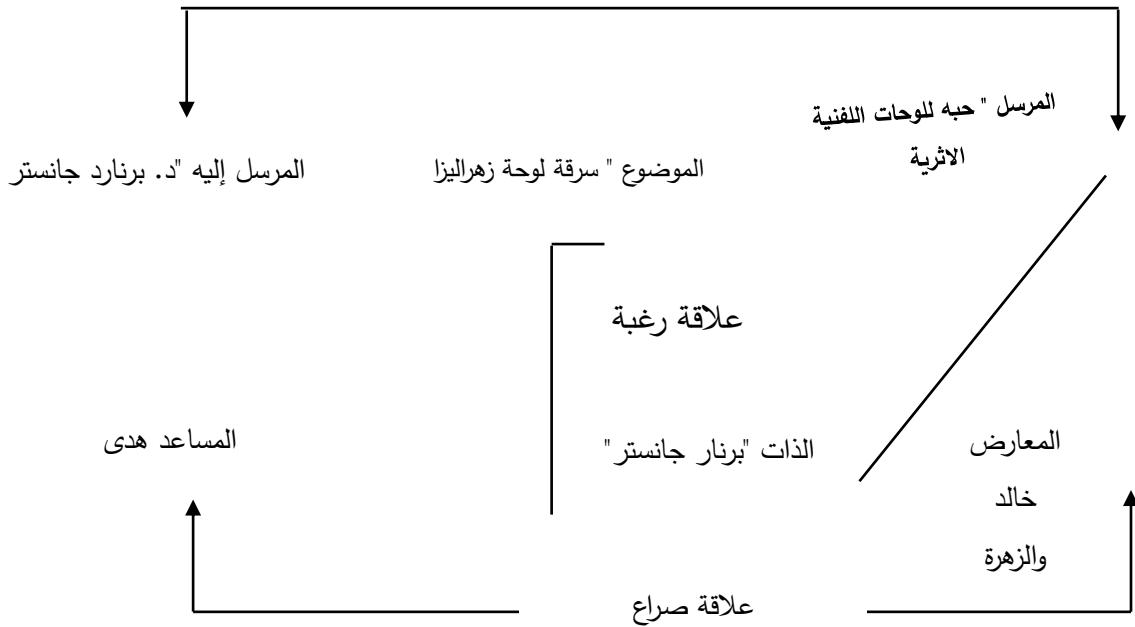 المرسل " حبه للوحات اللفنية
الاثرية
الموضوع " سرقة لوحة زهراليزا
المرسل إليه "د. برنارد جانستر
علاقة رغبة
المعارض
خالد
والزهرة
الذات "برنار جانستر"
المساعد هدى
علاقة صراع